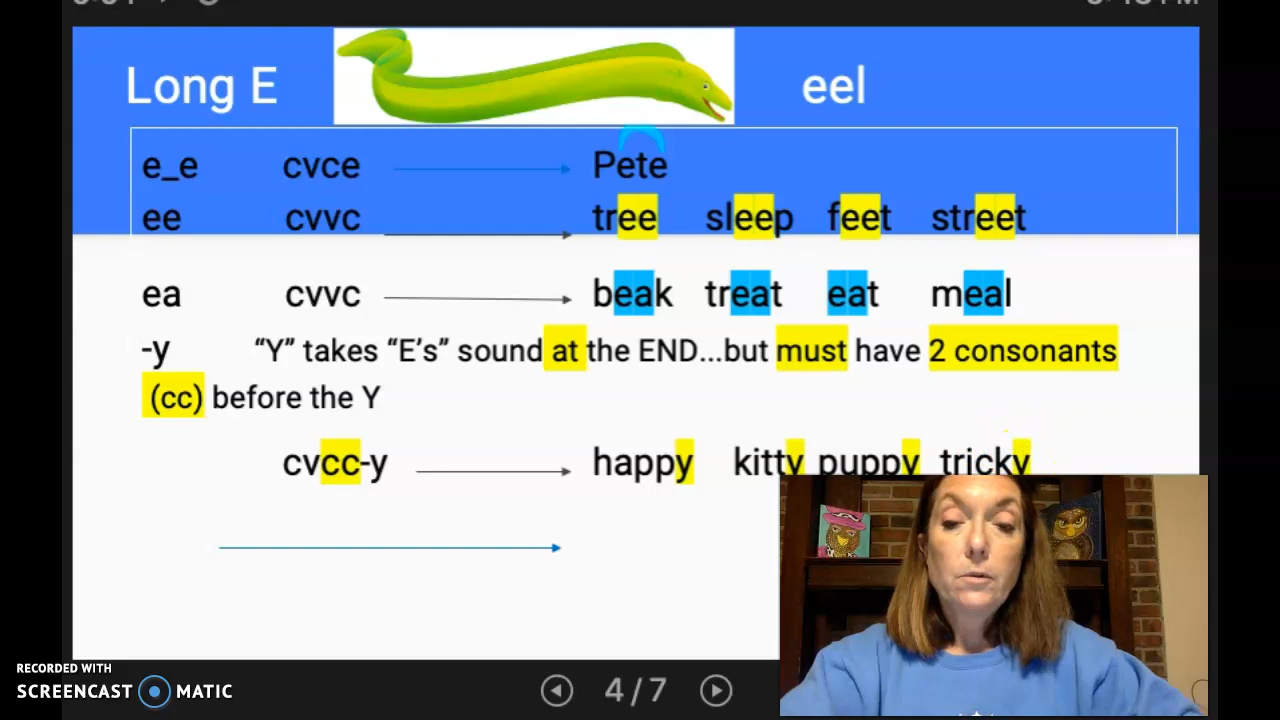 Long E eel
e_e cvce Pete
ee cvvc tree sleep feet street
ea cvvc beak treat eat meal
-y “Y” takes “E’s” sound at the END...but must have 2 consonants
(cc) before the Y
cvcc-y happy kitty puppy tricky
RECORDED WITH
SCREENCAST MATIC
4/7